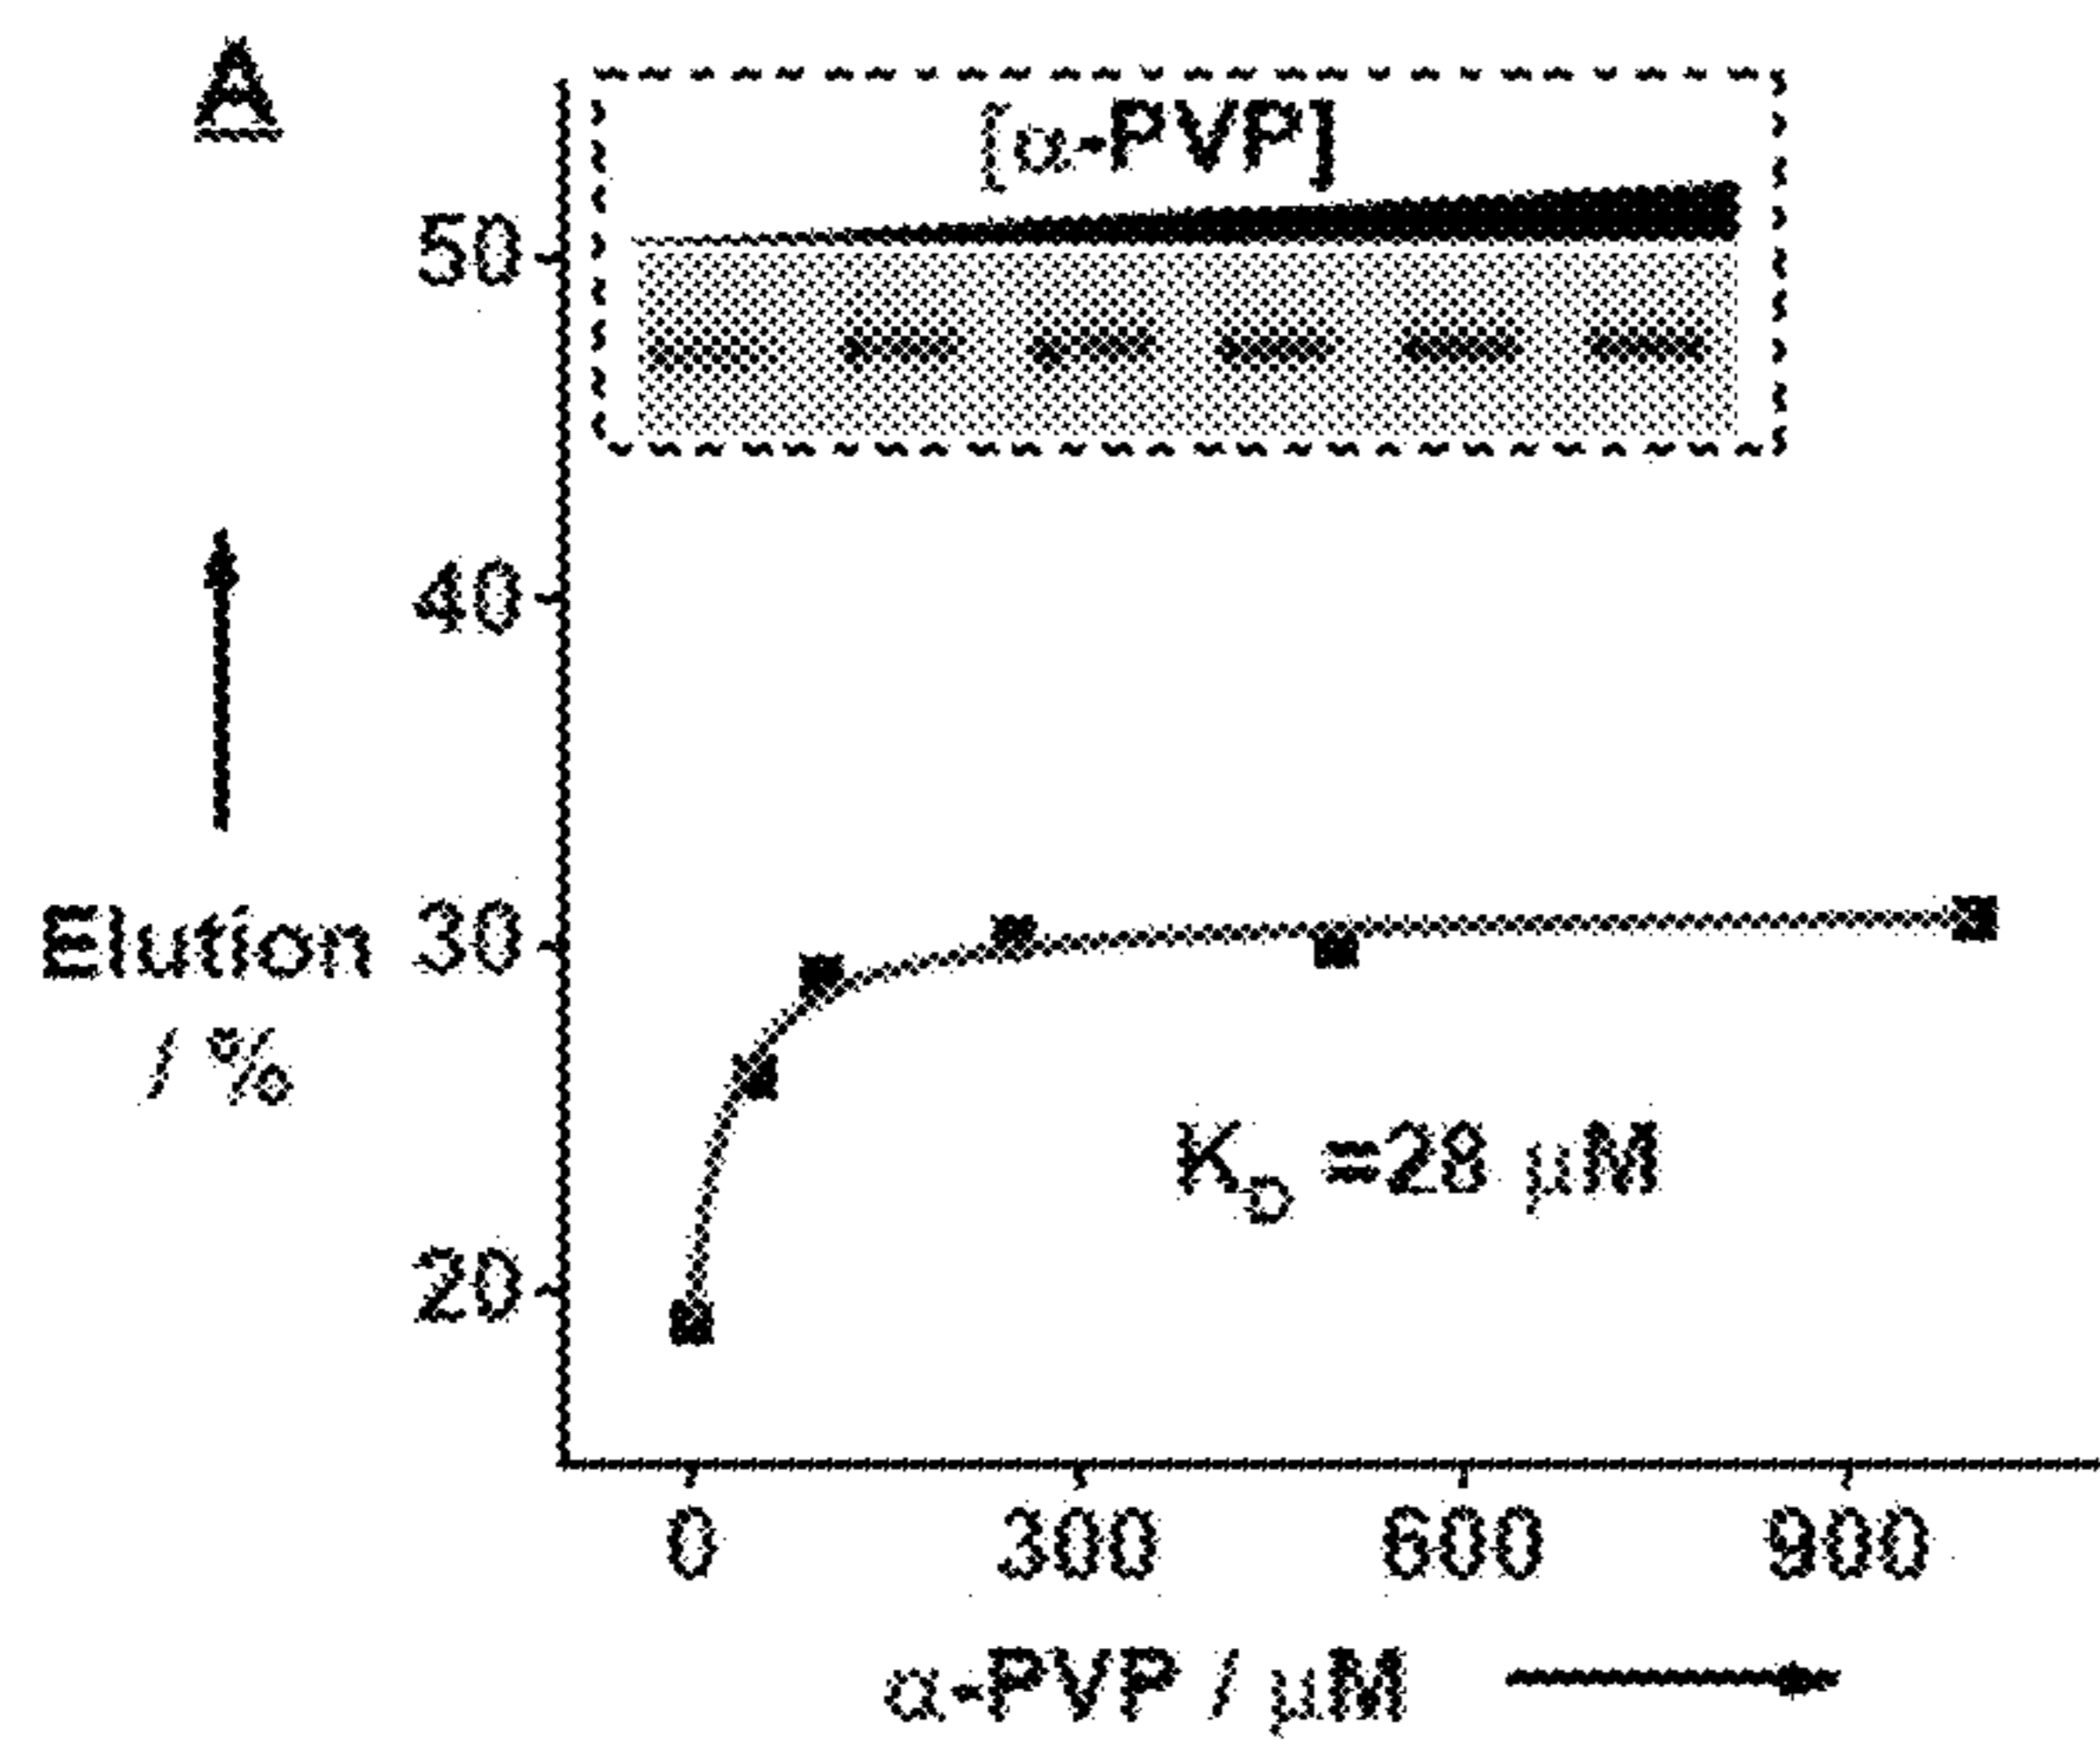 A
[α-PVP]
50
40
Elution
/ %
30
20
K_D =28 μM
0 300 600 900
α-PVP / μM